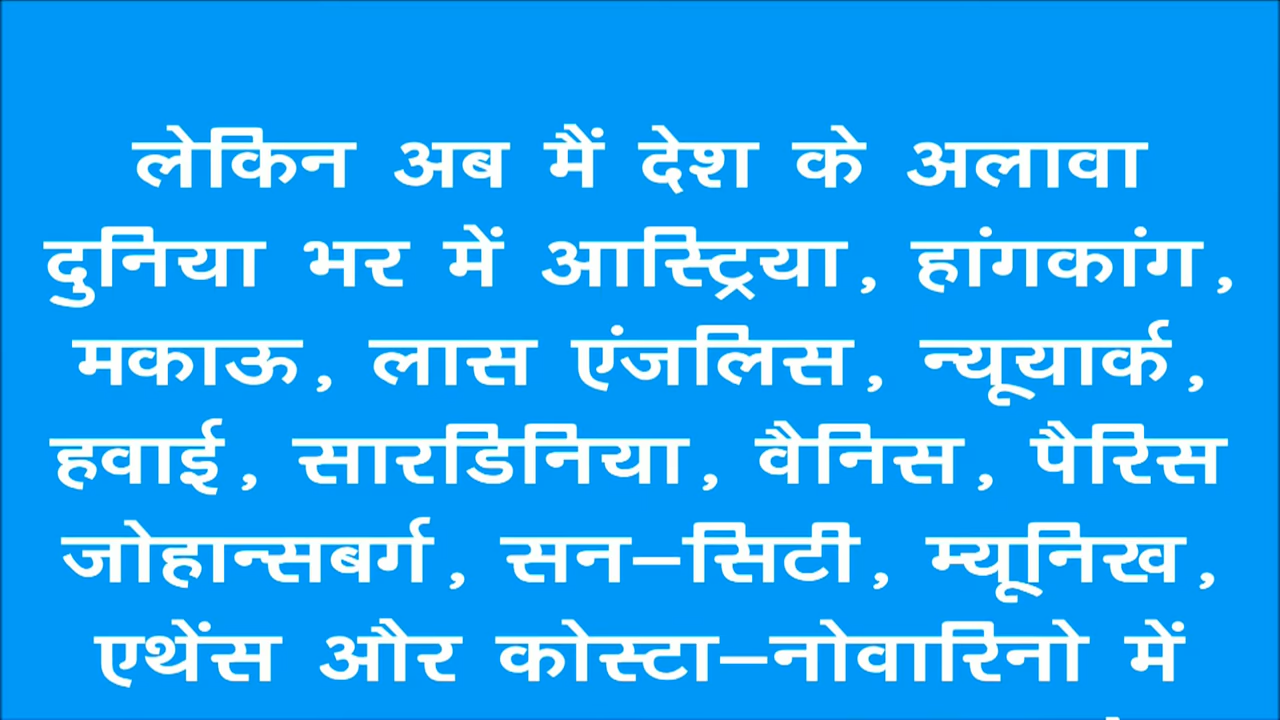 लेकिन अब मैं देश के अलावा
दुनिया भर में आस्ट्रिया, हांगकांग,
मकाऊ, लास एंजलिस, न्यूयार्क,
हवाई, सारडिनिया, वैनिस, पैरिस
जोहान्सबर्ग, सन–सिटी, म्यूनिख,
एथेंस और कोस्टा–नोवारिनो में